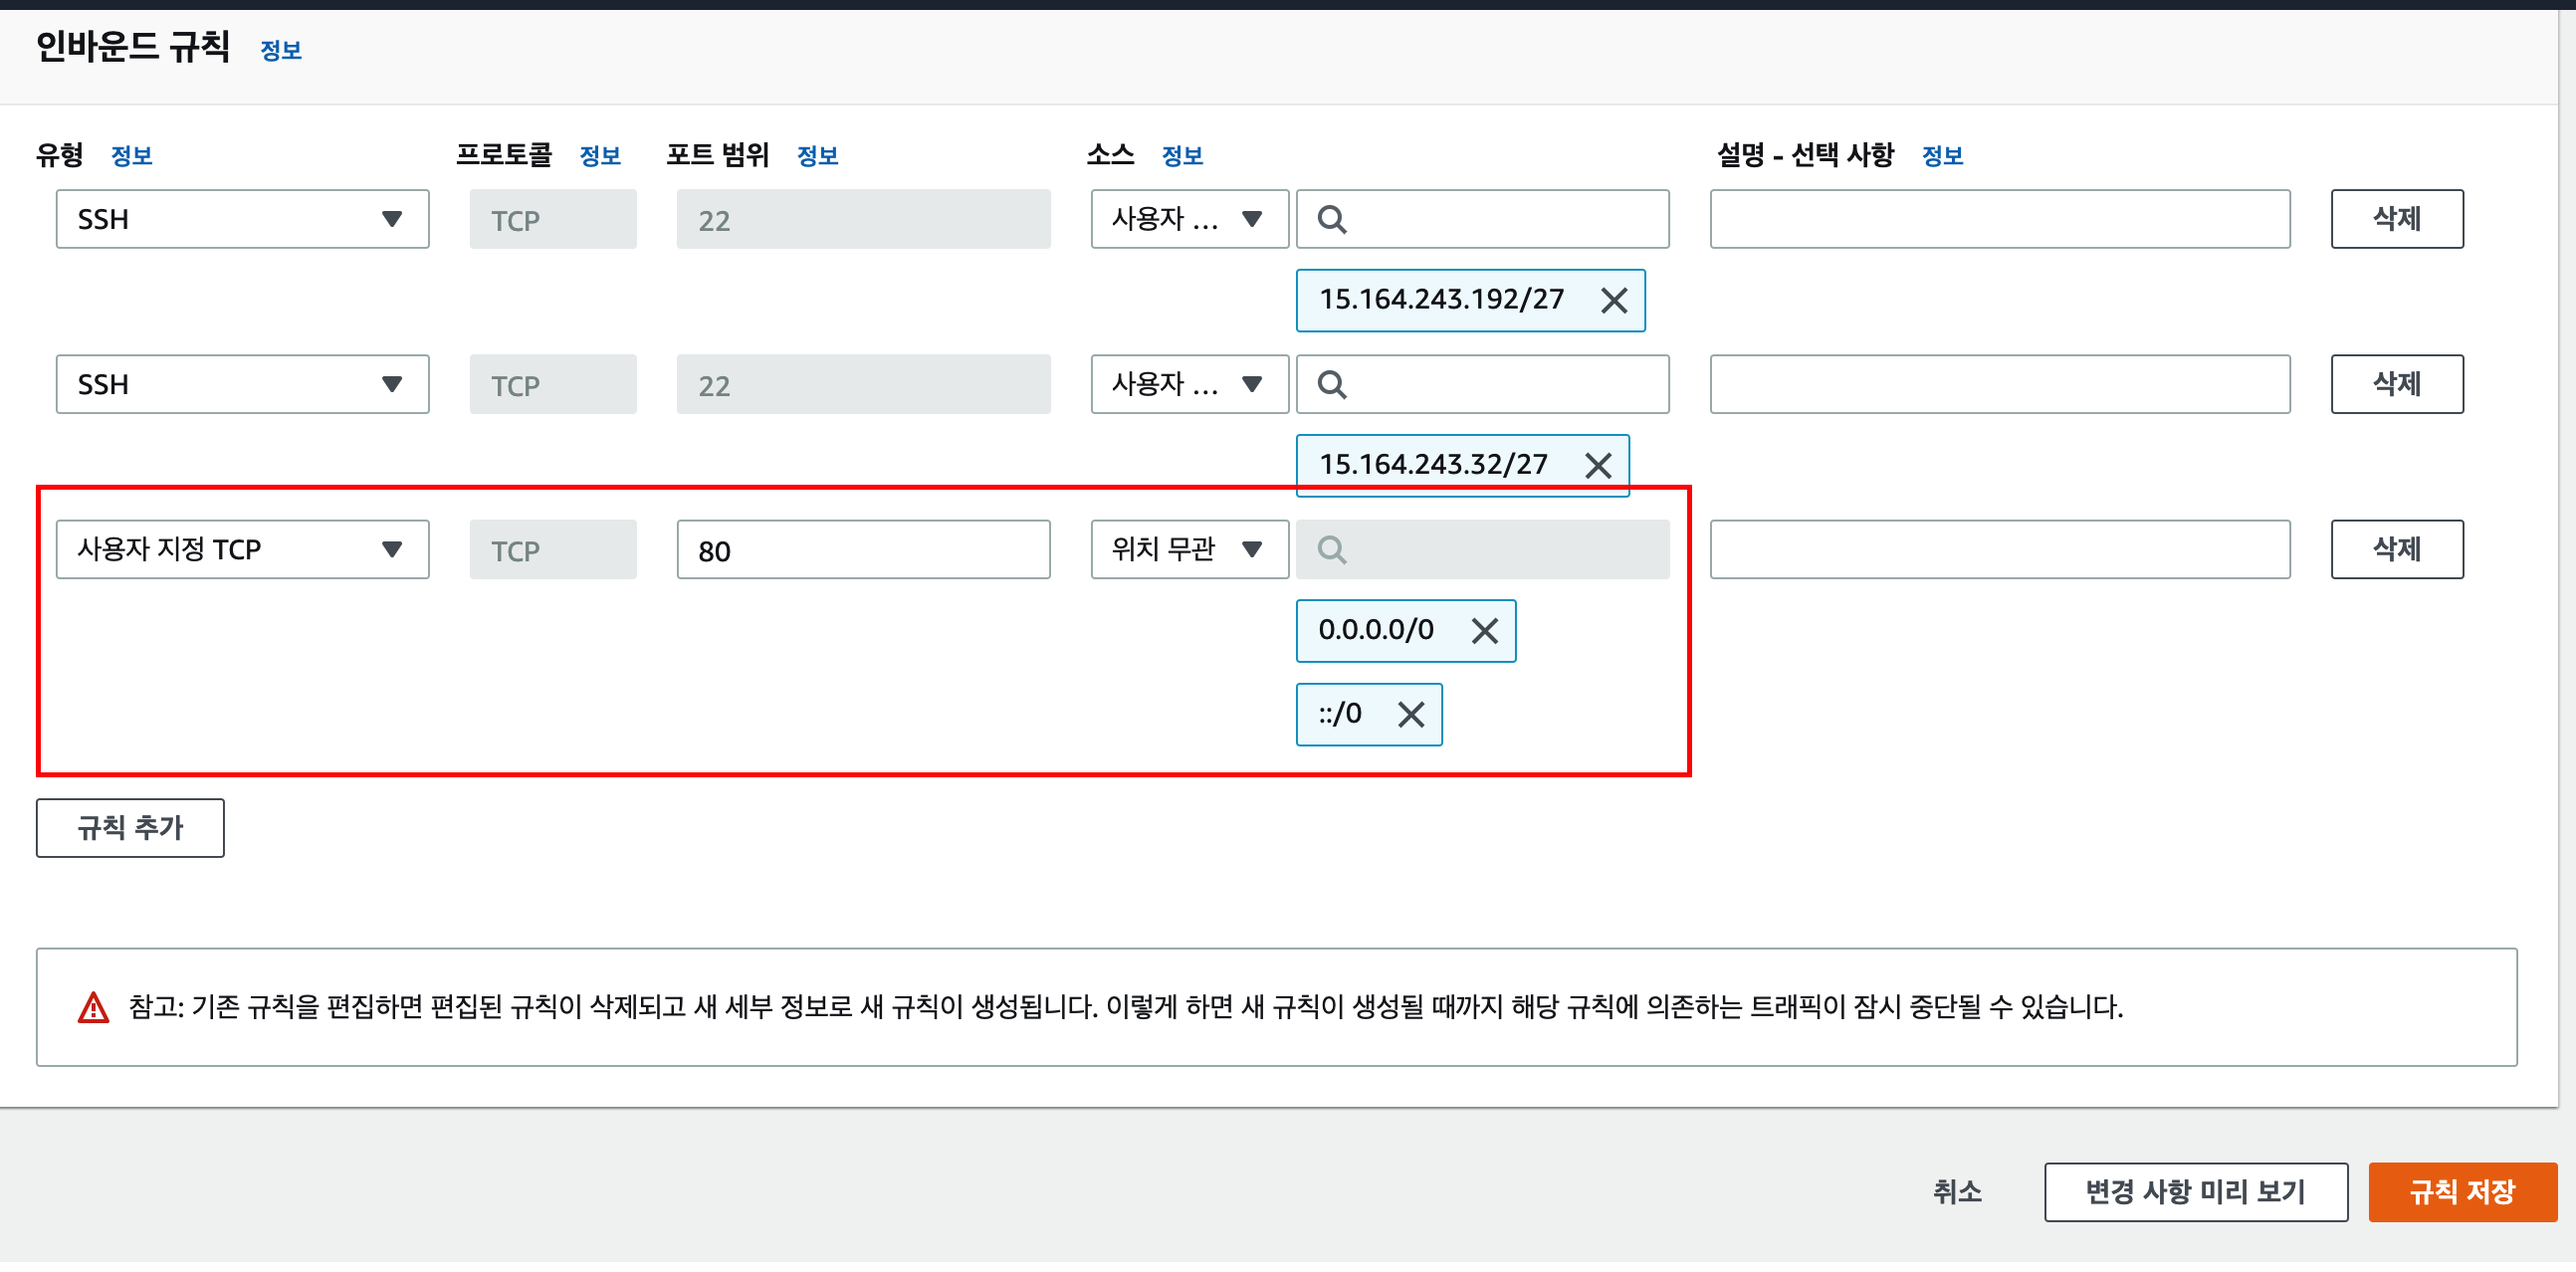 인바운드 규칙 정보
유형 정보 프로토콜 정보 포트 범위 정보 소스 정보 설명 - 선택 사항 정보
SSH TCP 22 사용자 ... 삭제
15.164.243.192/27
SSH TCP 22 사용자 ... 삭제
15.164.243.32/27
사용자 지정 TCP TCP 80 위치 무관 삭제
0.0.0.0/0
::/0
규칙 추가
참고: 기존 규칙을 편집하면 편집된 규칙이 삭제되고 새 세부 정보로 새 규칙이 생성됩니다. 이렇게 하면 새 규칙이 생성될 때까지 해당 규칙에 의존하는 트래픽이 잠시 중단될 수 있습니다.
취소 변경 사항 미리 보기 규칙 저장